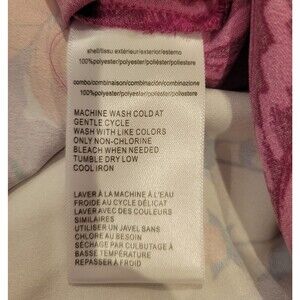 shell/tissu extérieur/exterior/esterno
100%polyester/polyester/poliéster/poliestere
combo/combinaison/combinación/combinazione
100%polyester/polyester/poliéster/poliestere
MACHINE WASH COLD AT
GENTLE CYCLE
WASH WITH LIKE COLORS
ONLY NON-CHLORINE
BLEACH WHEN NEEDED
TUMBLE DRY LOW
COOL IRON
LAVER À LA MACHINE À L'EAU
FROIDE AU CYCLE DÉLICAT
LAVER AVEC DES COULEURS
SIMILAIRES
UTILISER UN JAVEL SANS
CHLORE AU BESOIN
SÉCHAGE PAR CULBUTAGE À
BASSE TEMPÉRATURE
REPASSER À FROID